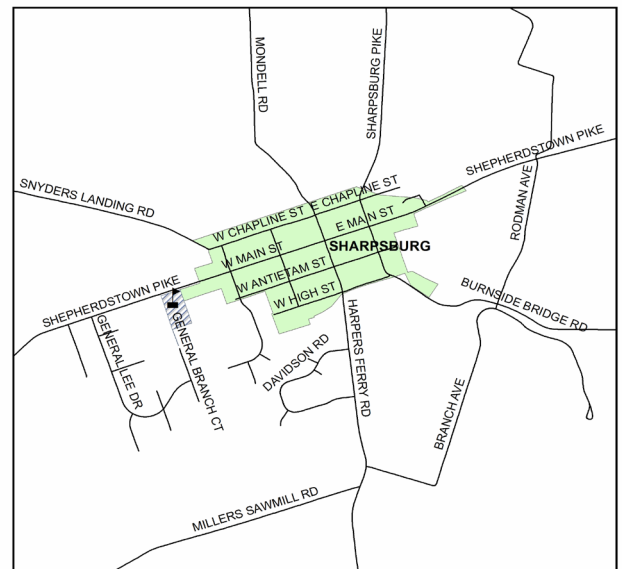 MONDELL RD
SHARPSBURG PIKE
SHEPHERDSTOWN PIKE
SNYDERS LANDING RD
RODMAN AVE
W CHAPLINE ST
E CHAPLINE ST
E MAIN ST
W MAIN ST
SHARPSBURG
W ANTIETAM ST
W HIGH ST
SHEPHERDSTOWN PIKE
BURNSIDE BRIDGE RD
GENERAL LEE DR
GENERAL BRANCH CT
DAVIDSON RD
HARPERS FERRY RD
BRANCH AVE
MILLERS SAWMILL RD